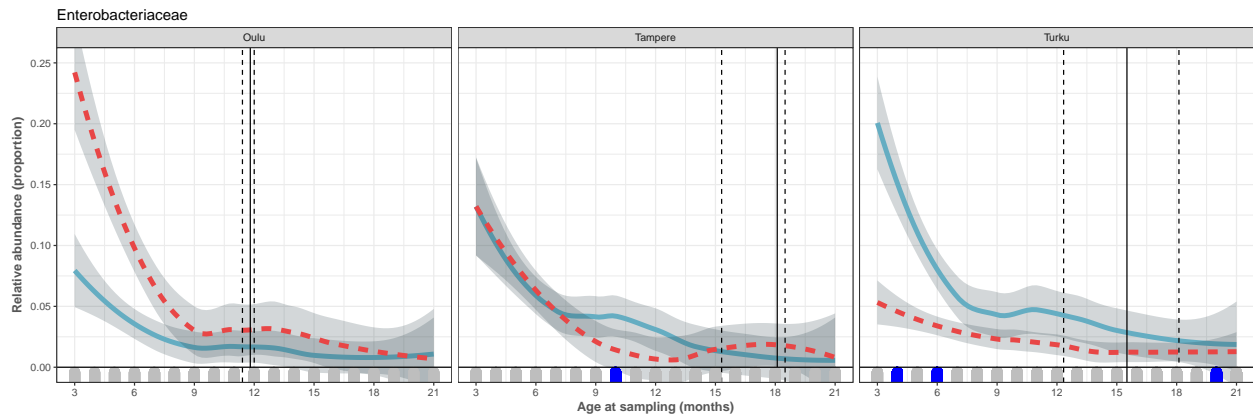 Enterobacteriaceae
Oulu Tampere Turku
Relative abundance (proportion)
0.25
0.20
0.15
0.10
0.05
0.00
3 6 9 12 15 18 21 3 6 9 12 15 18 21 3 6 9 12 15 18 21
Age at sampling (months)